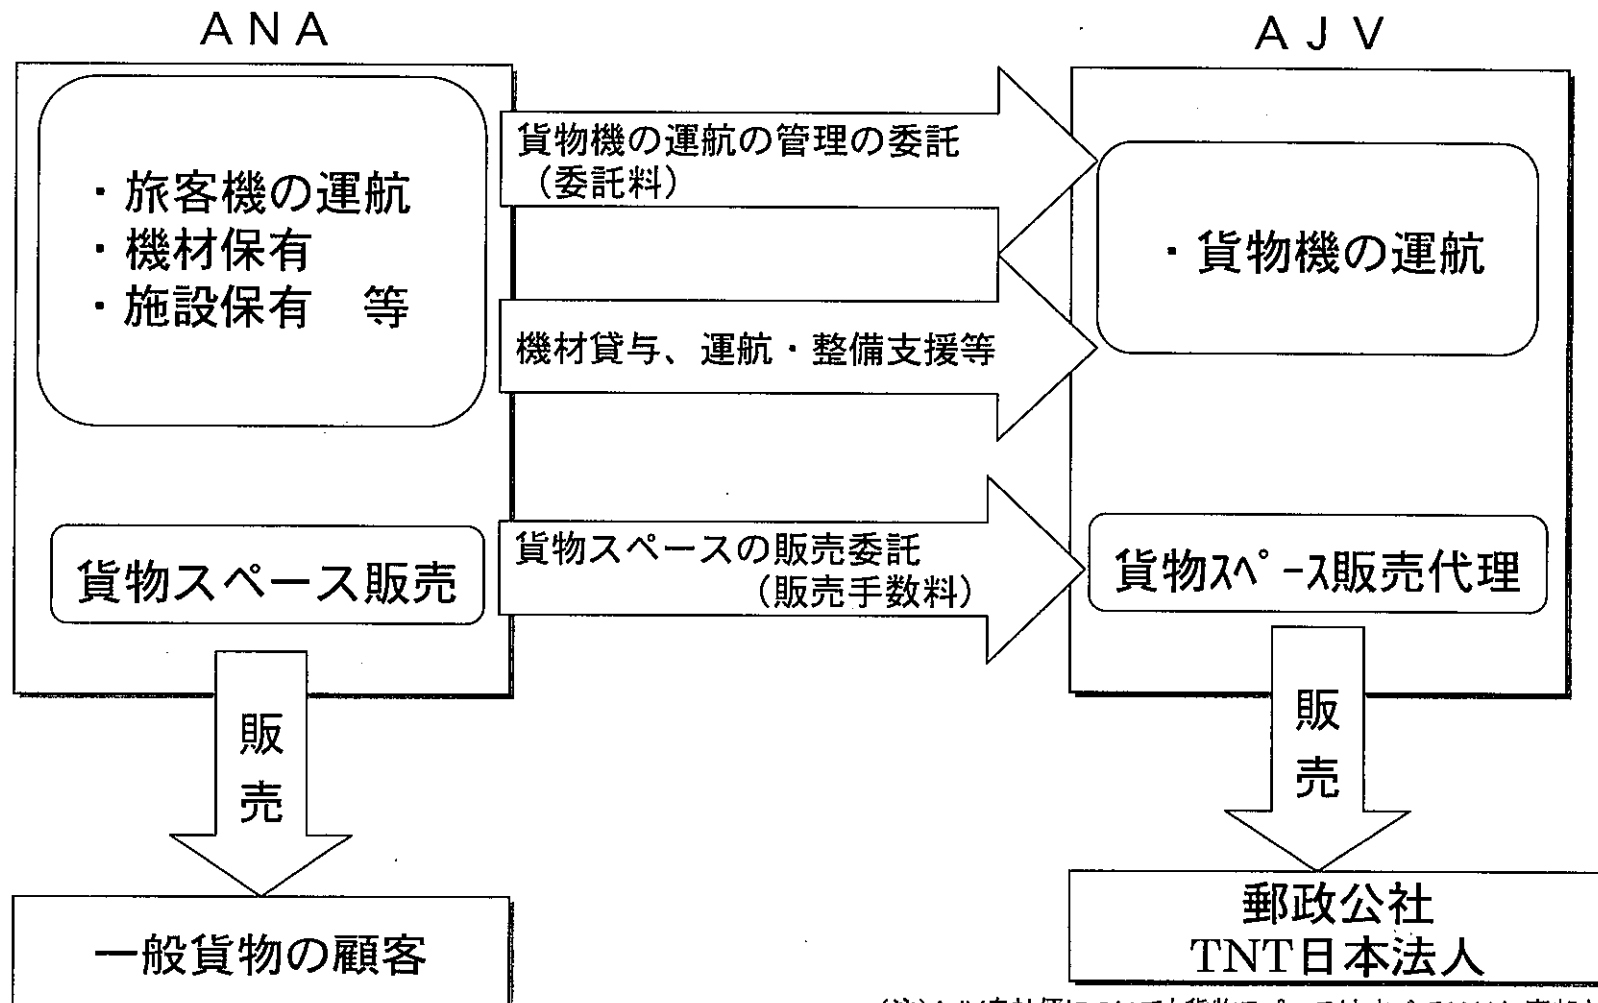 ANA
AJV
・旅客機の運航
・機材保有
・施設保有　等
貨物機の運航の管理の委託
（委託料）
・貨物機の運航
機材貸与、運航・整備支援等
貨物スペース販売
貨物スペースの販売委託
（販売手数料）
貨物ｽﾍﾟｰｽ販売代理
販売
販売
一般貨物の顧客
郵政公社
TNT日本法人